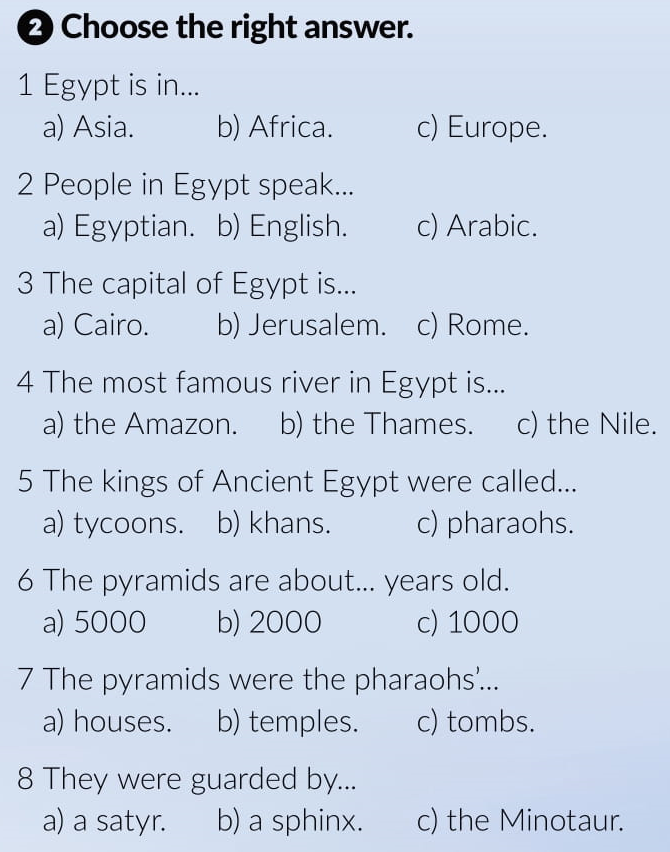 2 Choose the right answer.
1 Egypt is in...
a) Asia. b) Africa. c) Europe.
2 People in Egypt speak...
a) Egyptian. b) English. c) Arabic.
3 The capital of Egypt is...
a) Cairo. b) Jerusalem. c) Rome.
4 The most famous river in Egypt is...
a) the Amazon. b) the Thames. c) the Nile.
5 The kings of Ancient Egypt were called...
a) tycoons. b) khans. c) pharaohs.
6 The pyramids are about... years old.
a) 5000 b) 2000 c) 1000
7 The pyramids were the pharaohs’...
a) houses. b) temples. c) tombs.
8 They were guarded by...
a) a satyr. b) a sphinx. c) the Minotaur.